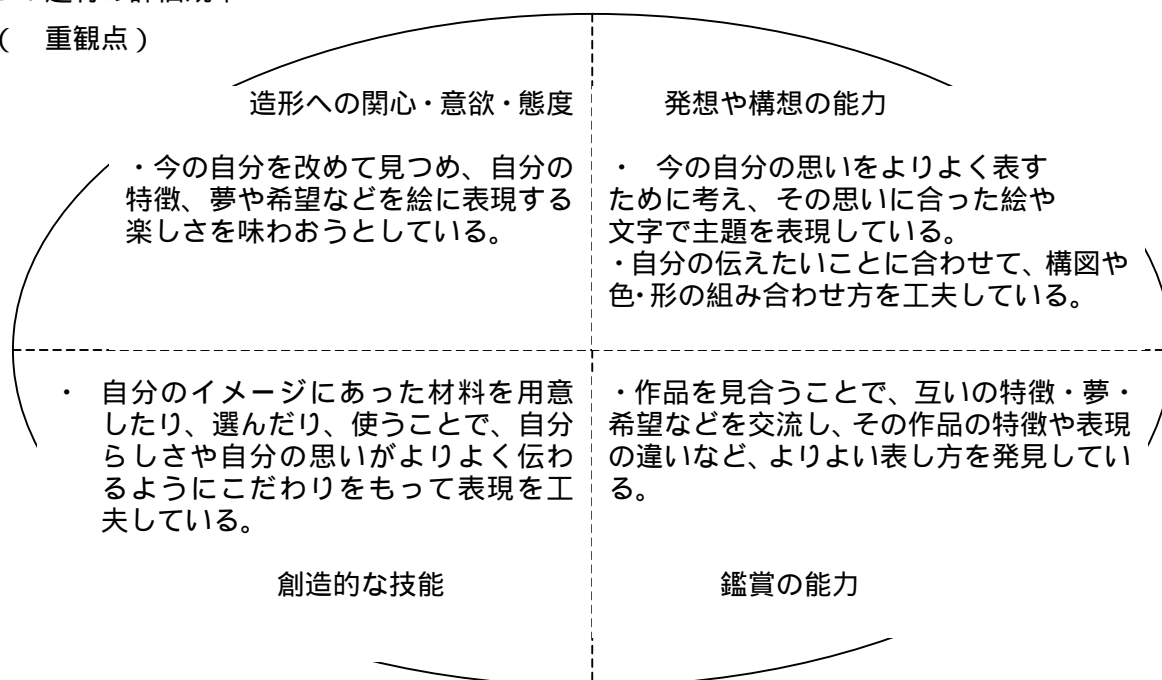 ( 重観点)
造形への関心・意欲・態度
・今の自分を改めて見つめ、自分の
特徴、夢や希望などを絵に表現する
楽しさを味わおうとしている。
発想や構想の能力
・ 今の自分の思いをよりよく表す
ために考え、その思いに合った絵や
文字で主題を表現している。
・自分の伝えたいことに合わせて、構図や
色・形の組み合わせ方を工夫している。
・ 自分のイメージにあった材料を用意
したり、選んだり、使うことで、自分
らしさや自分の思いがよりよく伝わ
るようにこだわりをもって表現を工
夫している。
創造的な技能
・作品を見合うことで、互いの特徴・夢・
希望などを交流し、その作品の特徴や表現
の違いなど、よりよい表し方を発見してい
る。
鑑賞の能力